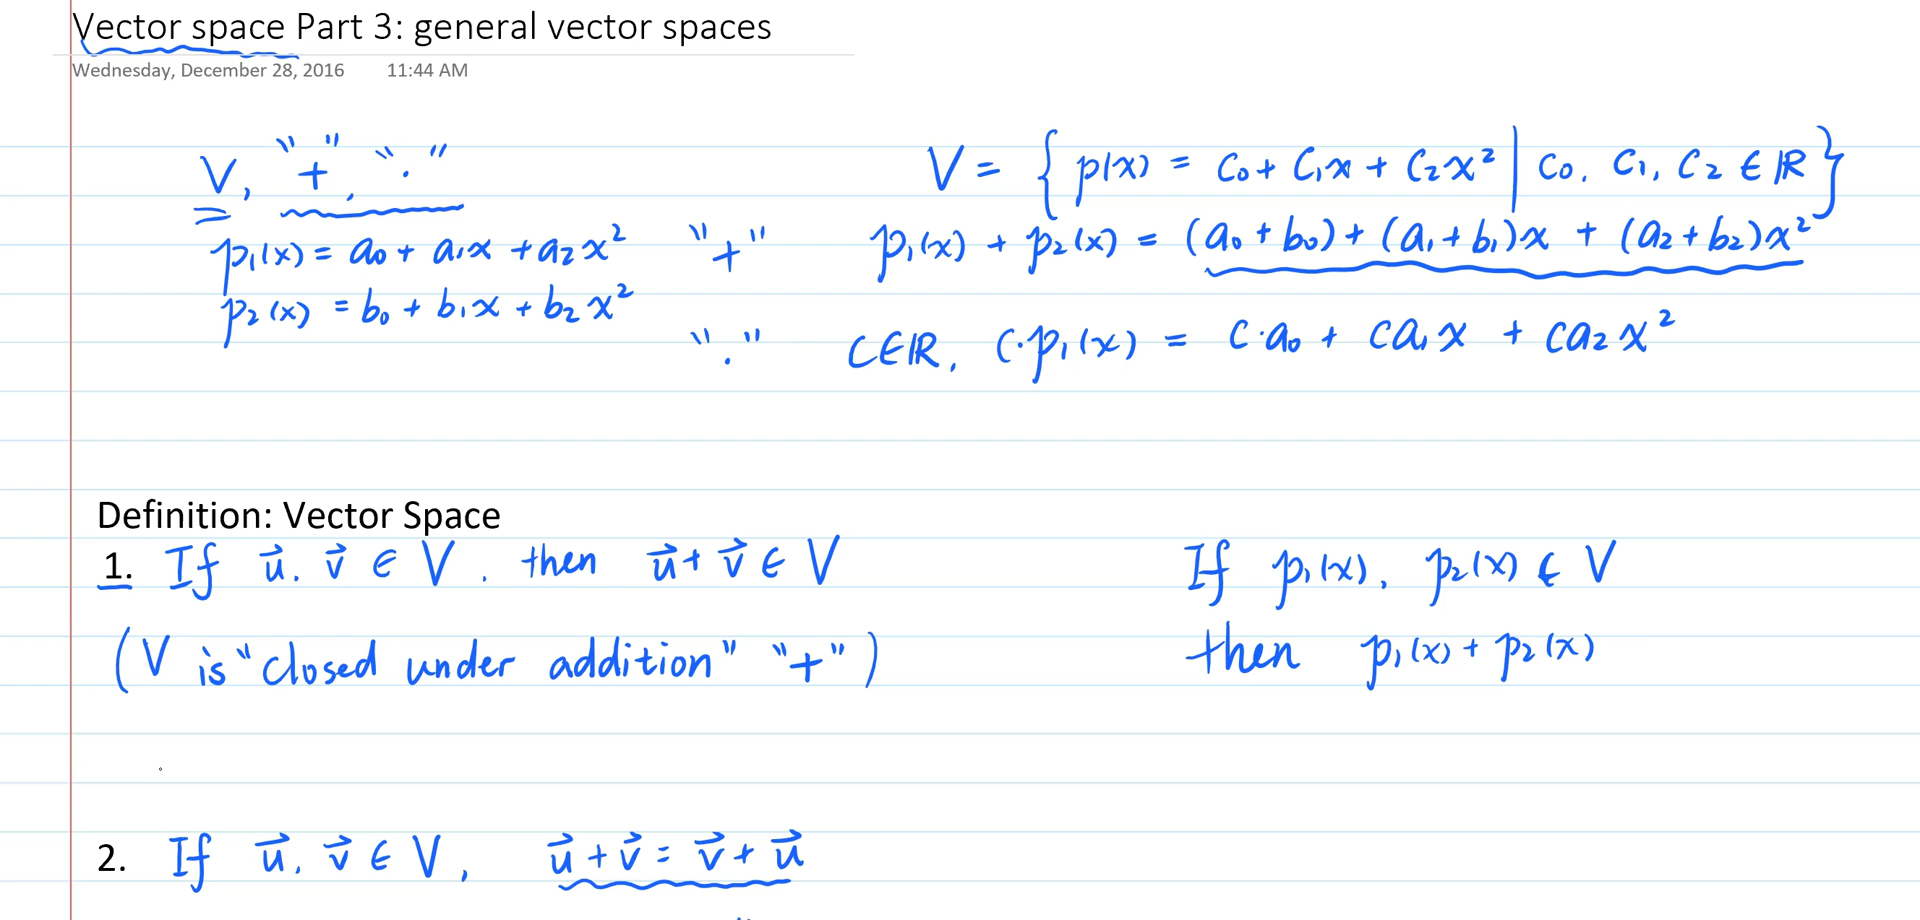 Vector space Part 3: general vector spaces
Wednesday, December 28, 2016 11:44 AM
V, "+", "·" V = { p(x) = c₀ + c₁x + c₂x² | c₀, c₁, c₂ ∈ ℝ }
p₁(x) = a₀ + a₁x + a₂x² "+" p₁(x) + p₂(x) = (a₀ + b₀) + (a₁ + b₁)x + (a₂ + b₂)x²
p₂(x) = b₀ + b₁x + b₂x²
"·" C∈ℝ, C·p₁(x) = C·a₀ + Ca₁x + Ca₂x²
Definition: Vector Space
1. If u⃗, v⃗ ∈ V, then u⃗ + v⃗ ∈ V If p₁(x), p₂(x) ∈ V
(V is "closed under addition" "+") then p₁(x) + p₂(x)
2. If u⃗, v⃗ ∈ V, u⃗ + v⃗ = v⃗ + u⃗